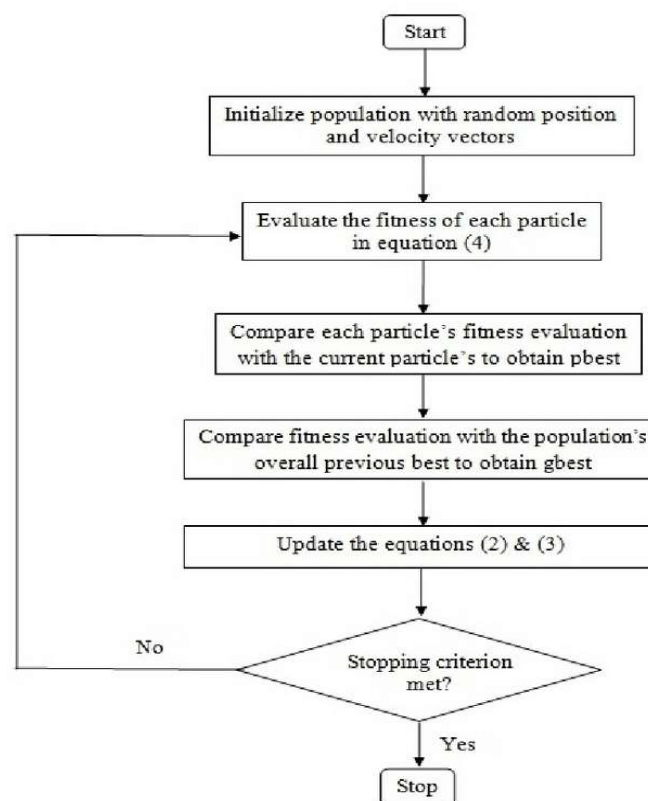 Start
Initialize population with random position
and velocity vectors
Evaluate the fitness of each particle
in equation (4)
Compare each particle's fitness evaluation
with the current particle's to obtain pbest
Compare fitness evaluation with the population's
overall previous best to obtain gbest
Update the equations (2) & (3)
No
Stopping criterion
met?
Yes
Stop